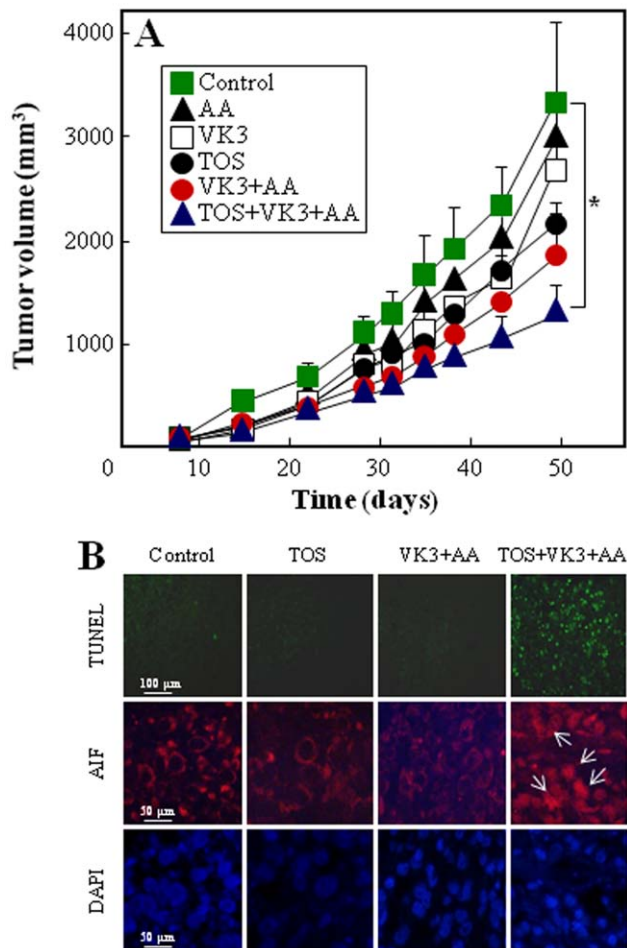 A
4000
3000
2000
1000
0
Tumor volume (mm³)
Control
AA
VK3
TOS
VK3+AA
TOS+VK3+AA
*
10 20 30 40 50
Time (days)
B
Control TOS VK3+AA TOS+VK3+AA
TUNEL
100 μm
AIF
50 μm
DAPI
50 μm